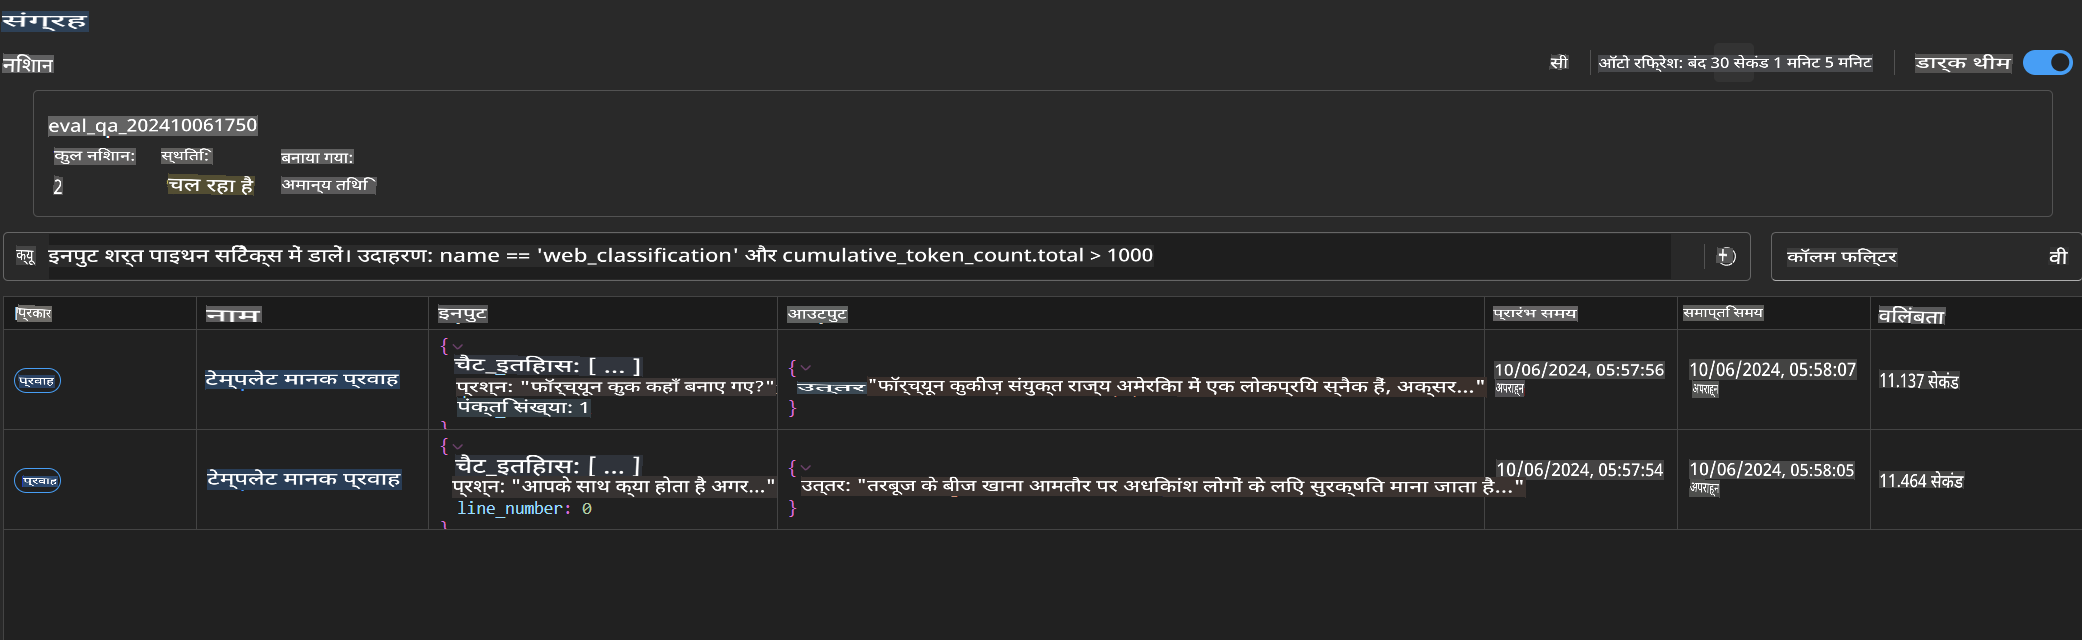 संग्रह
निशान
सी
ऑटो रिफ्रेश: बंद 30 सेकंड 1 मिनट 5 मिनट
डार्क थीम
eval_qa_202410061750
कुल निशान: स्थिति: बनाया गया:
2 चल रहा है अमान्य तिथि
क्यू इनपुट शर्त पाइथन सिंटैक्स में डालें। उदाहरण: name == 'web_classification' और cumulative_token_count.total > 1000
कॉलम फ़िल्टर वी
प्रकार नाम इनपुट आउटपुट प्रारंभ समय समाप्ति समय विलंबता
प्रवाह
टेम्पलेट मानक प्रवाह
{
चैट_इतिहास: [ ... ]
प्रश्न: "फॉर्च्यून कुक कहाँ बनाए गए?"
पंक्ति संख्या: 1
}
{
उत्तर "फॉर्च्यून कुकीज़ संयुक्त राज्य अमेरिका में एक लोकप्रिय स्नैक हैं, अक्सर..."
}
10/06/2024, 05:57:56
अपराह्न
10/06/2024, 05:58:07
अपराह्न
11.137 सेकंड
प्रवाह
टेम्पलेट मानक प्रवाह
{
चैट_इतिहास: [ ... ]
प्रश्न: "आपके साथ क्या होता है अगर..."
line_number: 0
}
{
उत्तर: "तरबूज के बीज खाना आमतौर पर अधिकांश लोगों के लिए सुरक्षित माना जाता है..."
}
10/06/2024, 05:57:54
10/06/2024, 05:58:05
अपराह्न
11.464 सेकंड